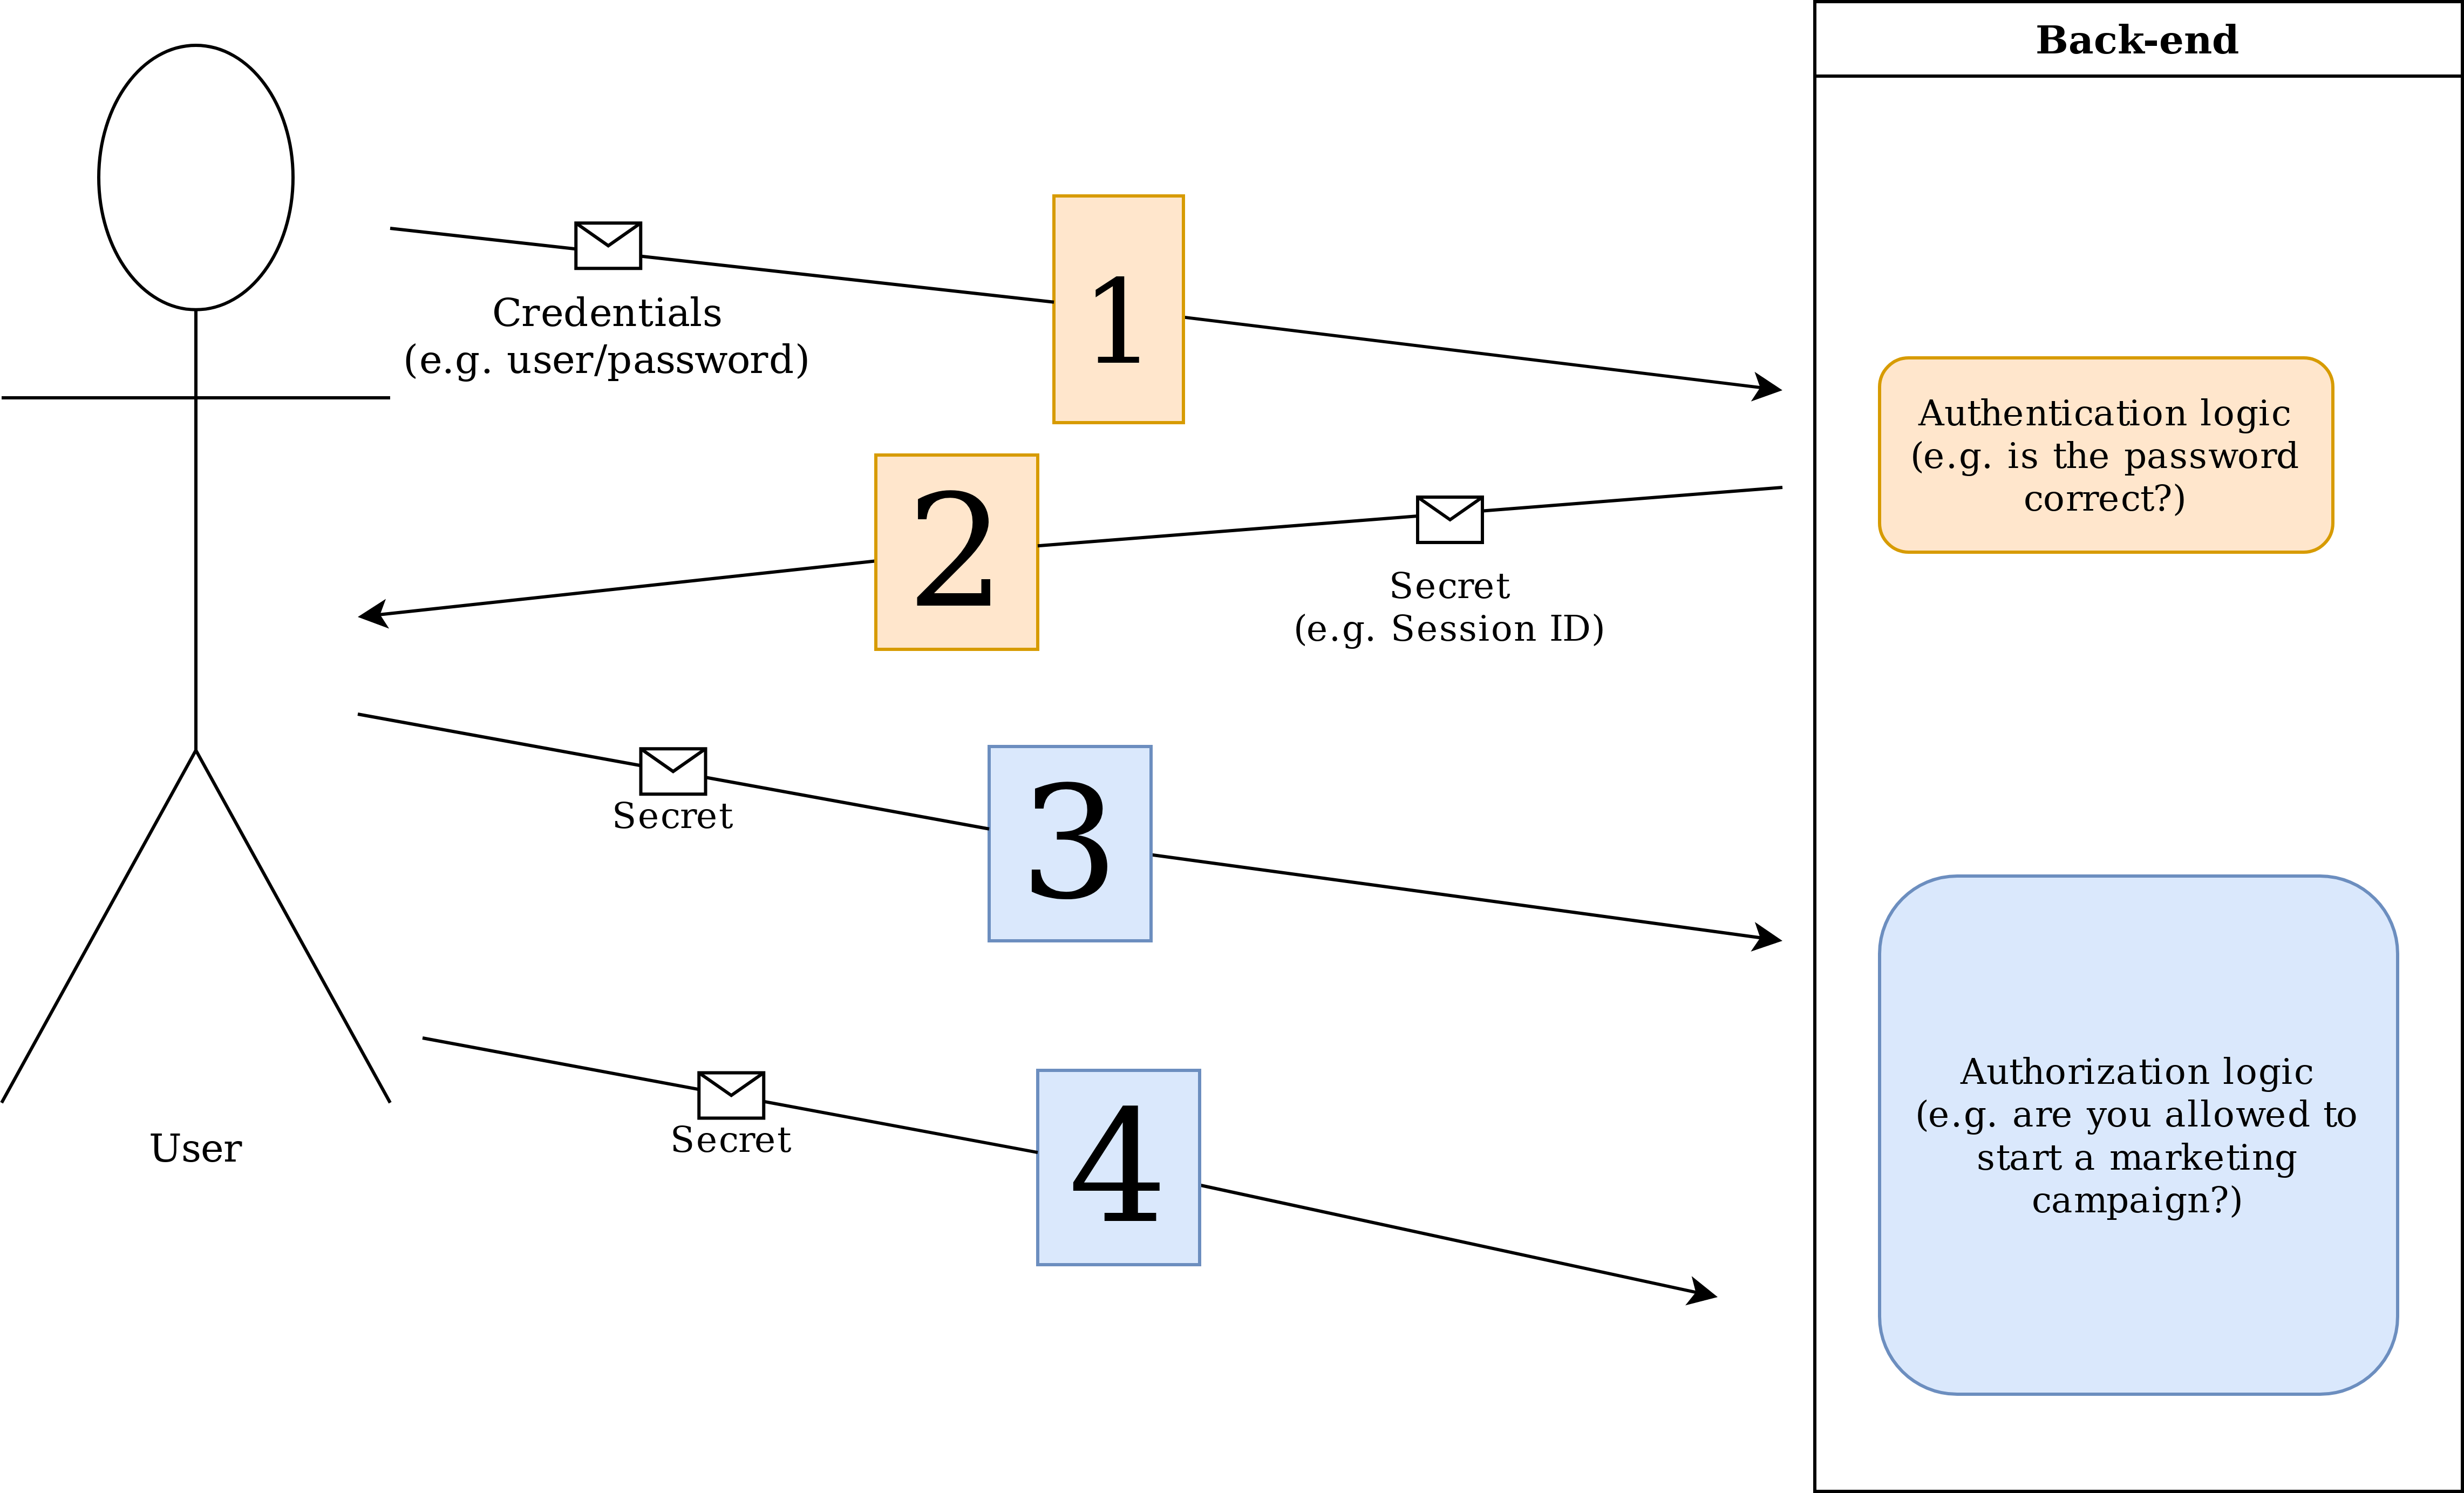 Back-end
Credentials
(e.g. user/password)
1
Authentication logic
(e.g. is the password
correct?)
2
Secret
(e.g. Session ID)
3
Secret
4
Secret
User
Authorization logic
(e.g. are you allowed to
start a marketing
campaign?)